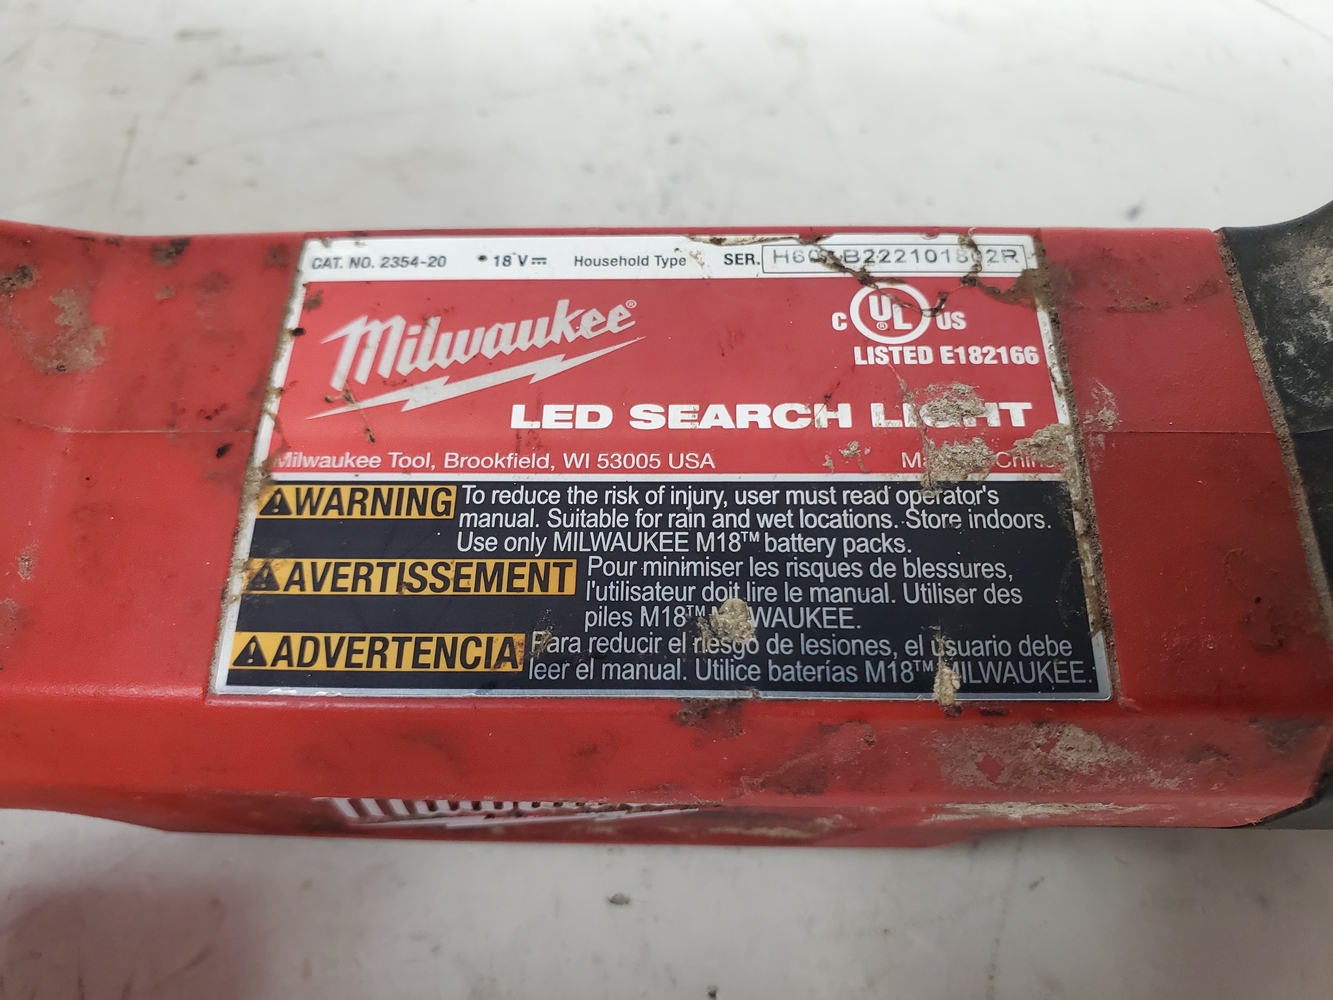 CAT. NO. 2354-20 18 V Household Type SER.
Milwaukee®
C UL® US
LISTED E182166
LED SEARCH LIGHT
Milwaukee Tool, Brookfield, WI 53005 USA
WARNING To reduce the risk of injury, user must read operator's
manual. Suitable for rain and wet locations. Store indoors.
Use only MILWAUKEE M18™ battery packs.
AVERTISSEMENT Pour minimiser les risques de blessures,
l'utilisateur doit lire le manual. Utiliser des
piles M18™ MILWAUKEE.
ADVERTENCIA Para reducir el riesgo de lesiones, el usuario debe
leer el manual. Utilice baterías M18™ MILWAUKEE.